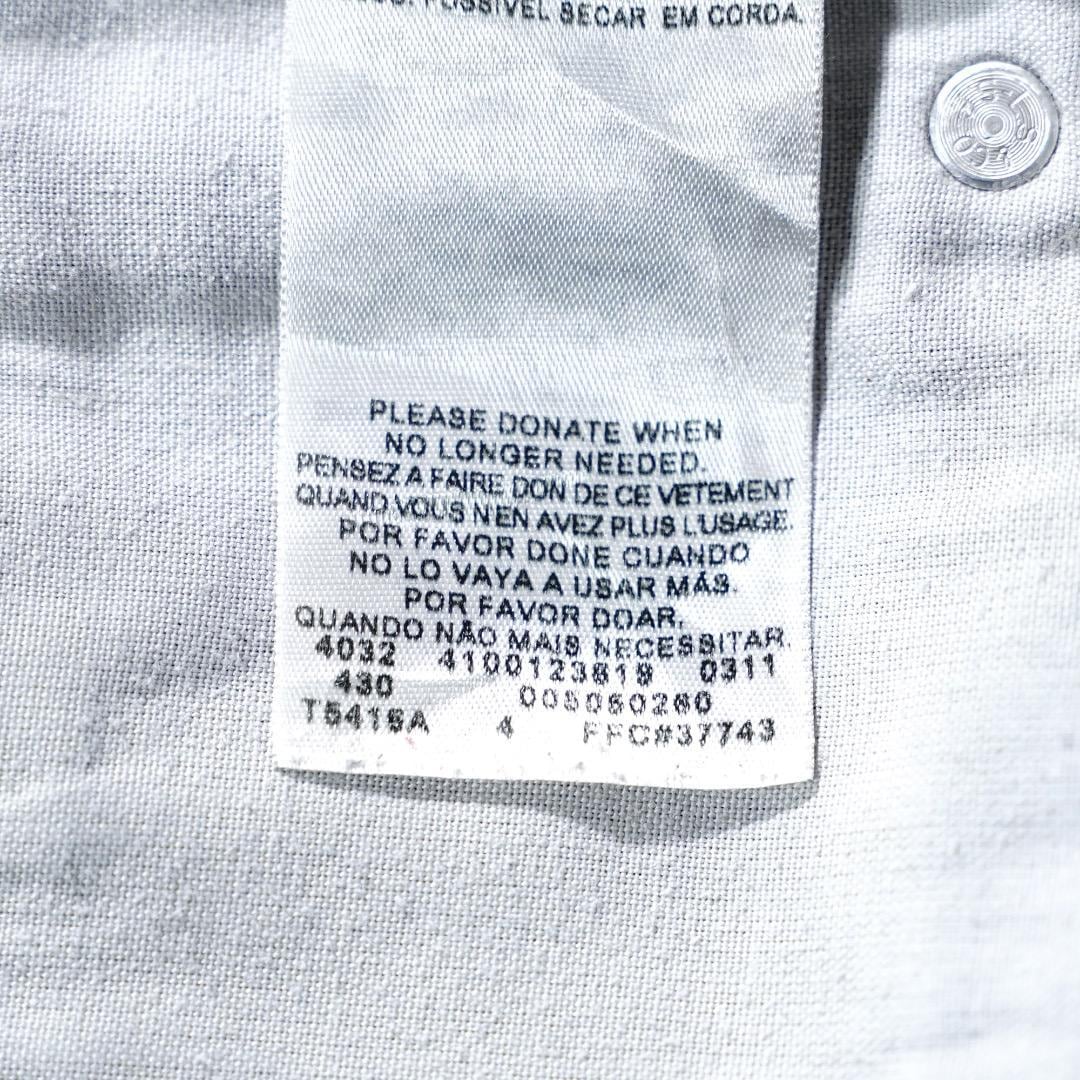 POSSIVEL SECAR EM CORDA.
PLEASE DONATE WHEN
NO LONGER NEEDED.
PENSEZ A FAIRE DON DE CE VETEMENT
QUAND VOUS N'EN AVEZ PLUS L'USAGE.
POR FAVOR DONE CUANDO
NO LO VAYA A USAR MÁS.
POR FAVOR DOAR,
QUANDO NÃO MAIS NECESSITAR.
4032 4100123619 0311
430 005050260
T5416A 4 FFC#37743